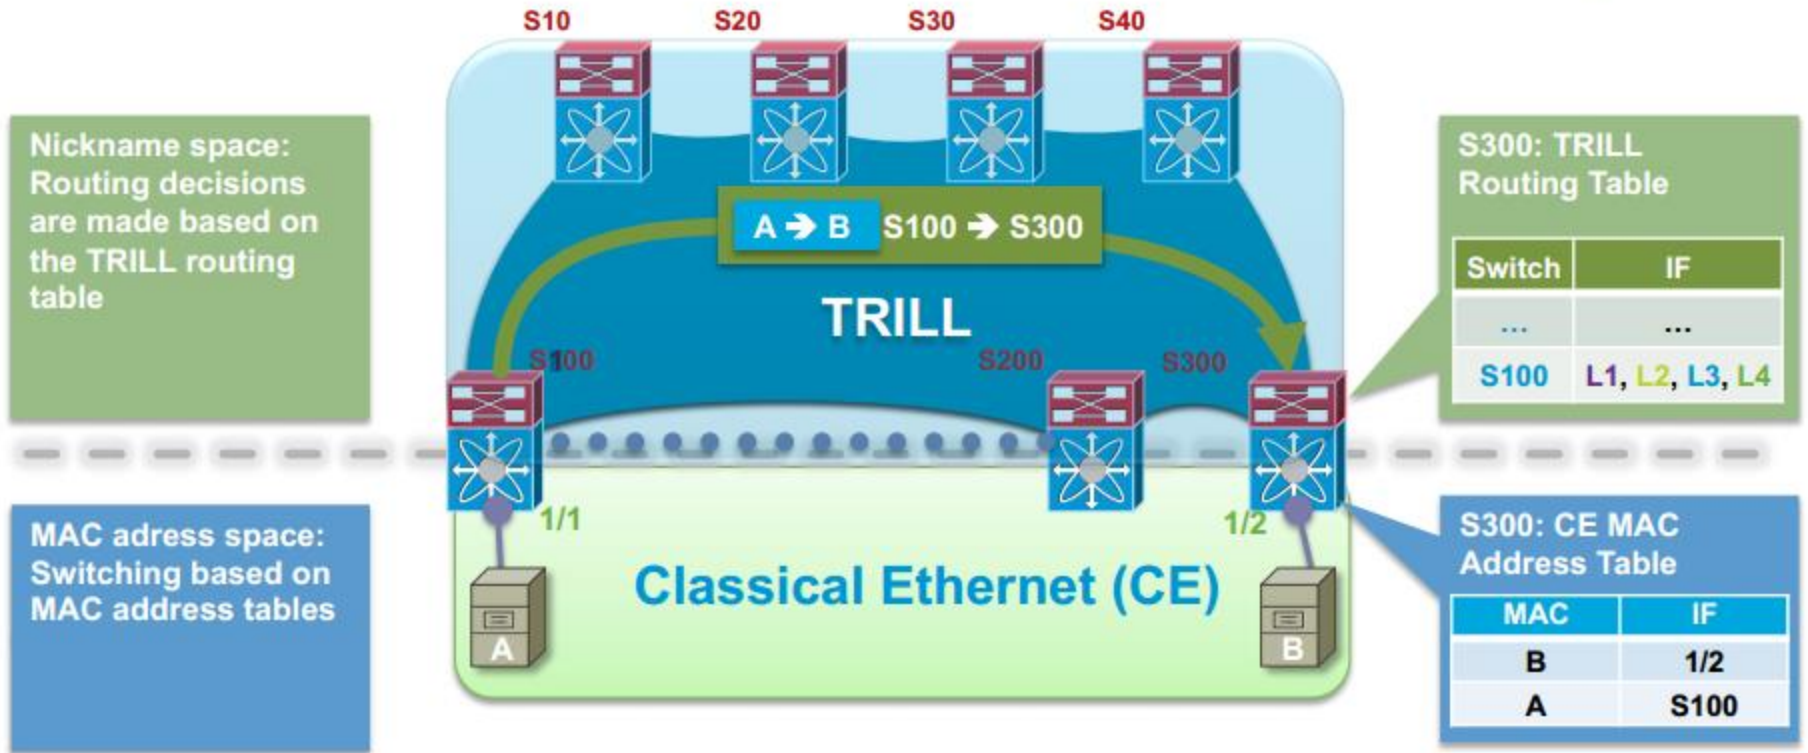 S10
S20
S30
S40
Nickname space:
Routing decisions
are made based on
the TRILL routing
table
A ➔ B S100 ➔ S300
TRILL
S100
S200
S300
S300: TRILL
Routing Table
Switch IF
... ...
S100 L1, L2, L3, L4
MAC adress space:
Switching based on
MAC address tables
1/1
1/2
Classical Ethernet (CE)
A
B
S300: CE MAC
Address Table
MAC IF
B 1/2
A S100